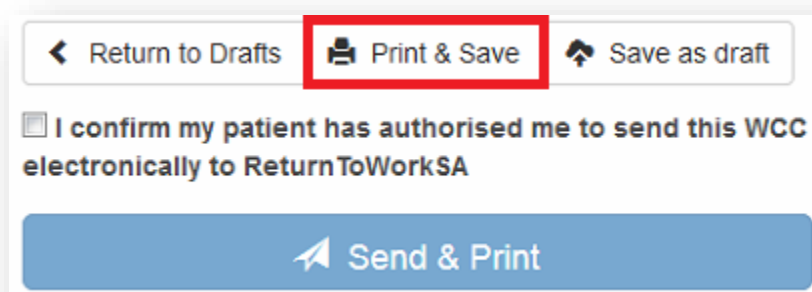 Return to Drafts Print & Save Save as draft
I confirm my patient has authorised me to send this WCC
electronically to ReturnToWorkSA
Send & Print